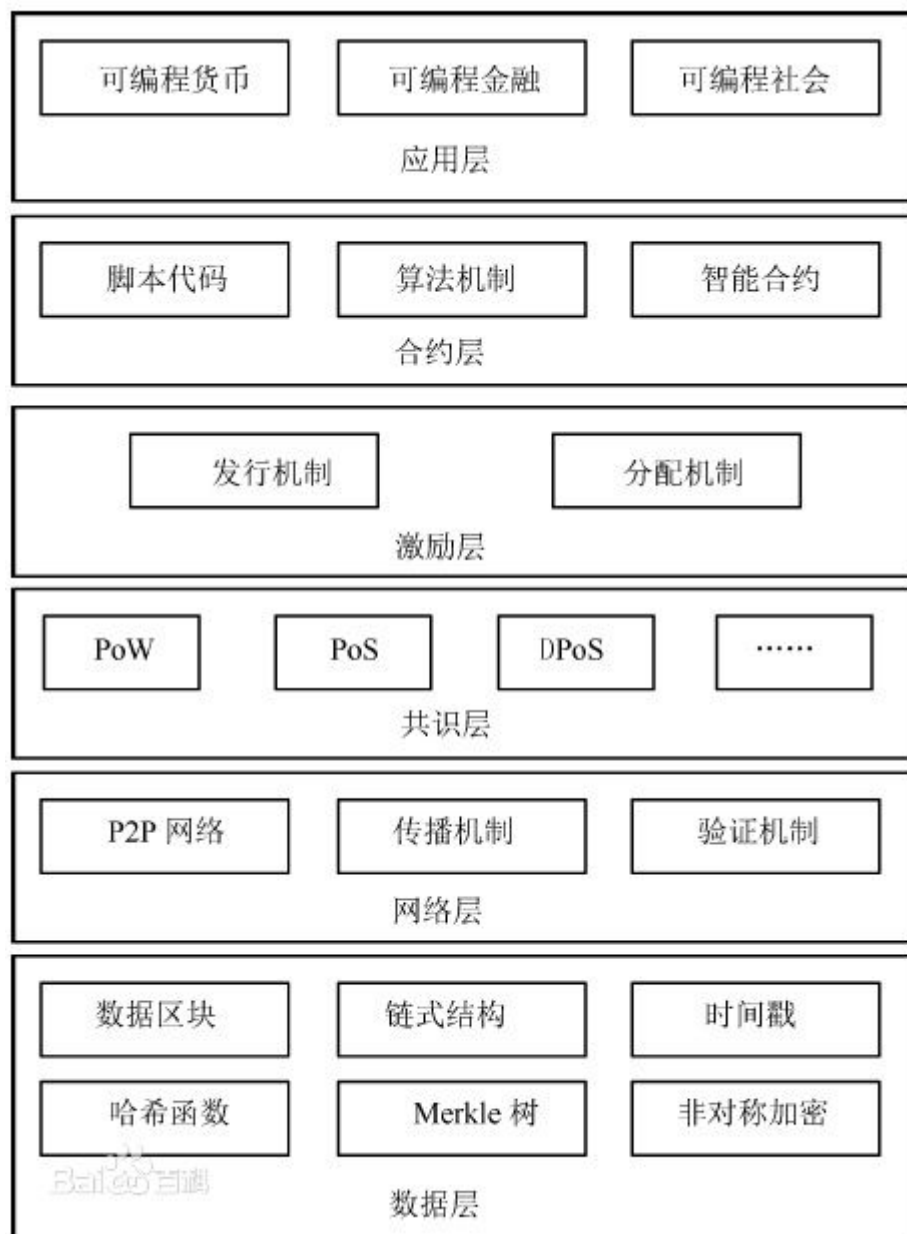 可编程货币 可编程金融 可编程社会
应用层
脚本代码 算法机制 智能合约
合约层
发行机制 分配机制
激励层
PoW PoS DPoS ……
共识层
P2P 网络 传播机制 验证机制
网络层
数据区块 链式结构 时间戳
哈希函数 Merkle 树 非对称加密
Bai 百科
数据层